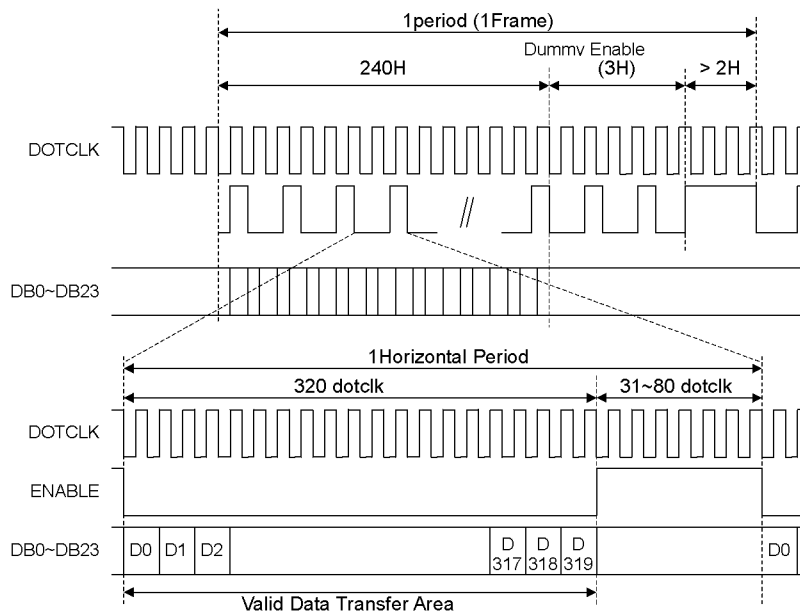 1period (1Frame)
Dummv Enable
240H
(3H)
> 2H
DOTCLK
//
DB0~DB23
1Horizontal Period
320 dotclk
31~80 dotclk
DOTCLK
ENABLE
DB0~DB23
D0
D1
D2
D
317
D
318
D
319
D0
Valid Data Transfer Area